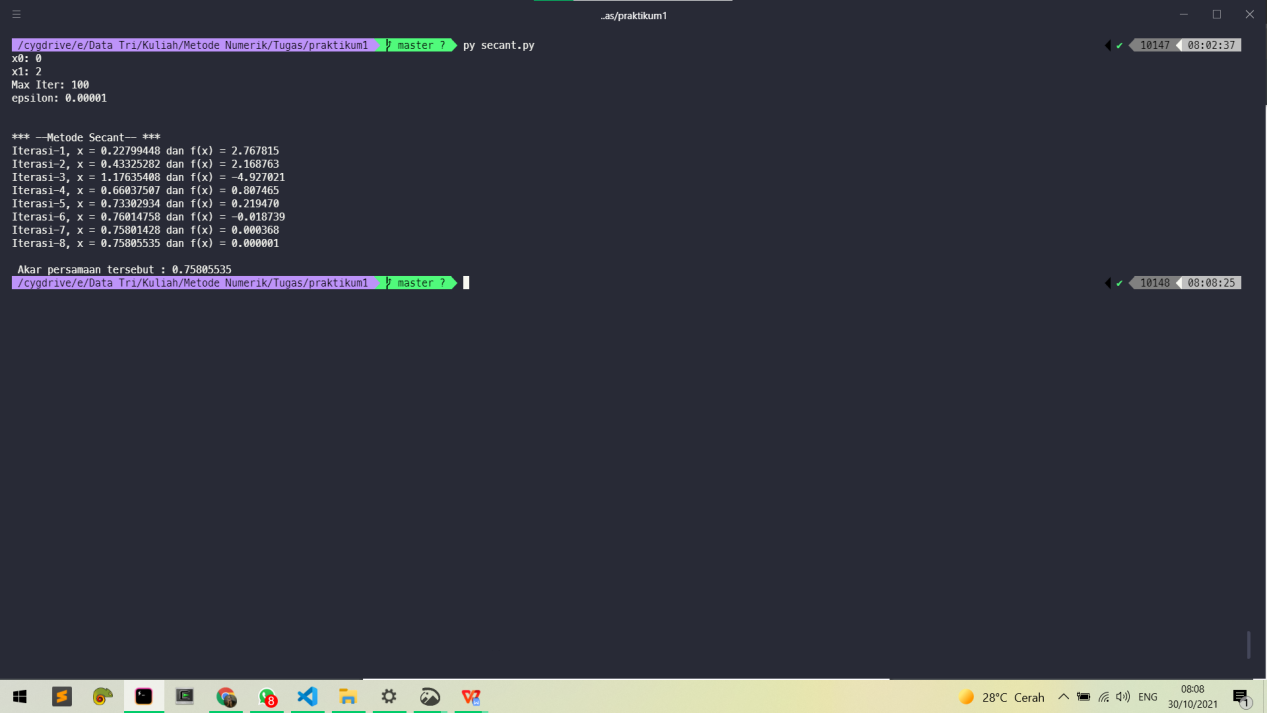 ..as/praktikum1
/cygdrive/e/Data Tri/Kuliah/Metode Numerik/Tugas/praktikum1 master ? py secant.py ✔ 10147 08:02:37
x0: 0
x1: 2
Max Iter: 100
epsilon: 0.00001
*** --Metode Secant-- ***
Iterasi-1, x = 0.22799448 dan f(x) = 2.767815
Iterasi-2, x = 0.43325282 dan f(x) = 2.168763
Iterasi-3, x = 1.17635408 dan f(x) = -4.927021
Iterasi-4, x = 0.66037507 dan f(x) = 0.807465
Iterasi-5, x = 0.73302934 dan f(x) = 0.219470
Iterasi-6, x = 0.76014758 dan f(x) = -0.018739
Iterasi-7, x = 0.75801428 dan f(x) = 0.000368
Iterasi-8, x = 0.75805535 dan f(x) = 0.000001
Akar persamaan tersebut : 0.75805535
/cygdrive/e/Data Tri/Kuliah/Metode Numerik/Tugas/praktikum1 master ? ✔ 10148 08:08:25
8
28°C Cerah
ENG
08:08
30/10/2021
1